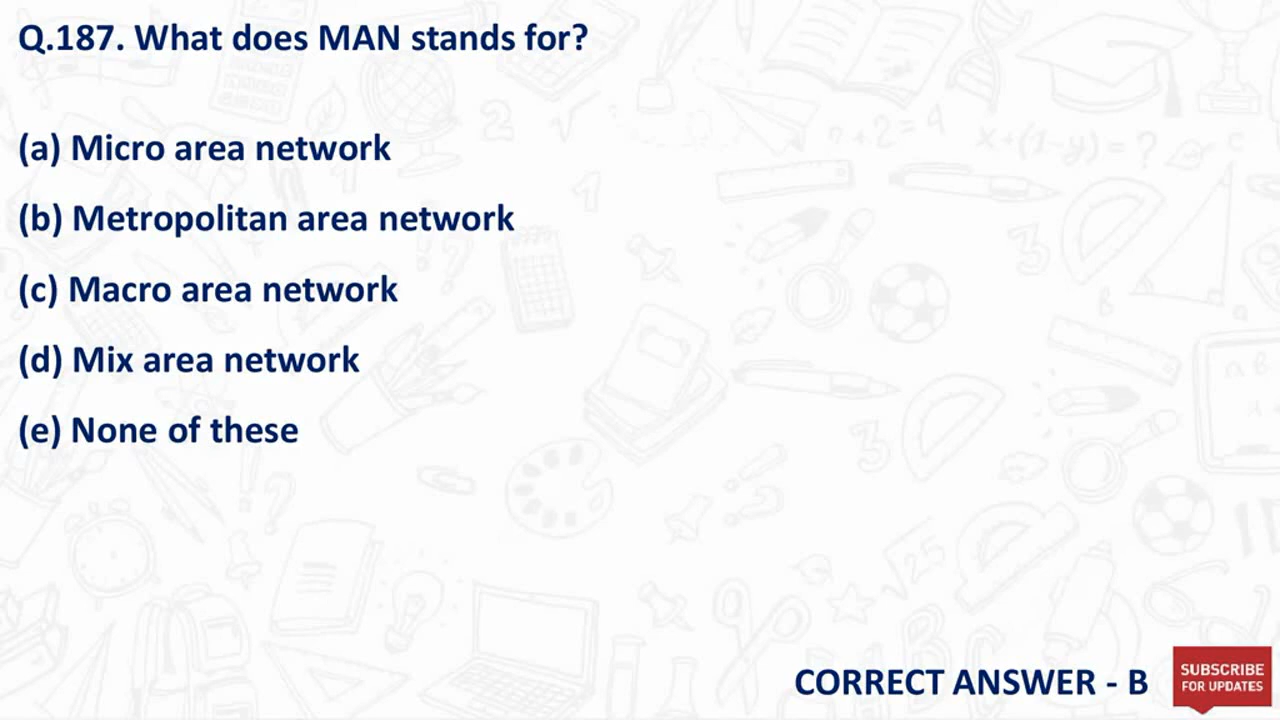 Q.187. What does MAN stands for?
(a) Micro area network
(b) Metropolitan area network
(c) Macro area network
(d) Mix area network
(e) None of these
CORRECT ANSWER - B
SUBSCRIBE
FOR UPDATES